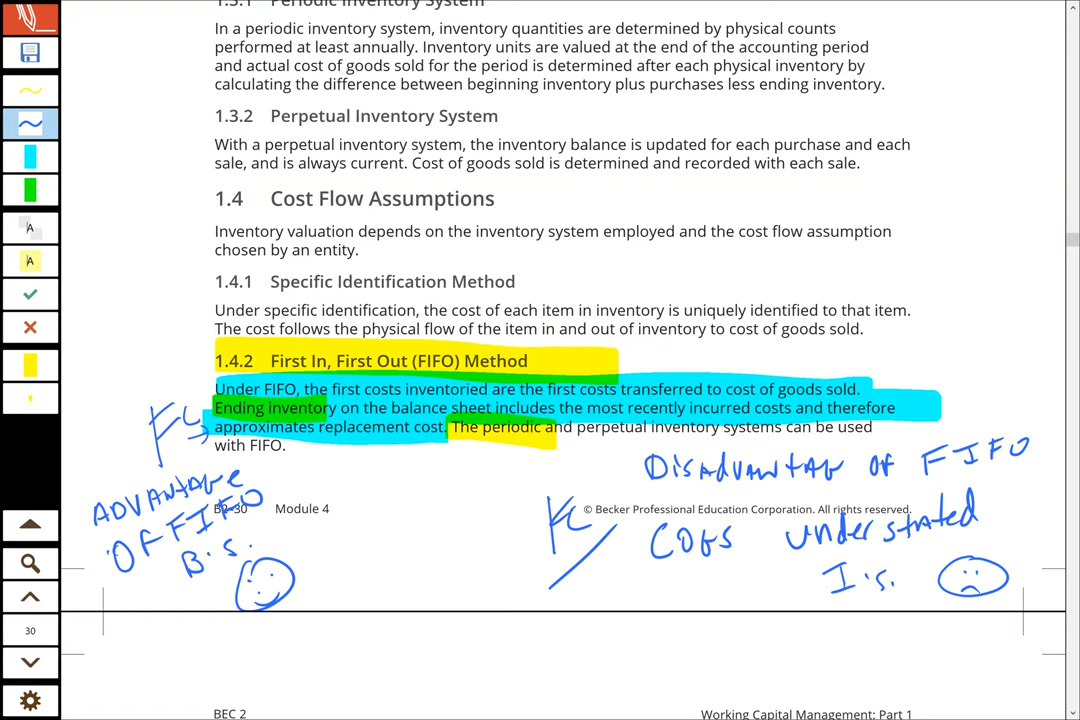 1.3.1 Periodic Inventory System
In a periodic inventory system, inventory quantities are determined by physical counts
performed at least annually. Inventory units are valued at the end of the accounting period
and actual cost of goods sold for the period is determined after each physical inventory by
calculating the difference between beginning inventory plus purchases less ending inventory.
1.3.2 Perpetual Inventory System
With a perpetual inventory system, the inventory balance is updated for each purchase and each
sale, and is always current. Cost of goods sold is determined and recorded with each sale.
1.4 Cost Flow Assumptions
Inventory valuation depends on the inventory system employed and the cost flow assumption
chosen by an entity.
1.4.1 Specific Identification Method
Under specific identification, the cost of each item in inventory is uniquely identified to that item.
The cost follows the physical flow of the item in and out of inventory to cost of goods sold.
1.4.2 First In, First Out (FIFO) Method
Under FIFO, the first costs inventoried are the first costs transferred to cost of goods sold.
Ending inventory on the balance sheet includes the most recently incurred costs and therefore
approximates replacement cost. The periodic and perpetual inventory systems can be used
with FIFO.
ADVANTAGE
OF FIFO
B.S.
DISADVANTAG OF FIFO
COGS understated
I.S.
B2-30 Module 4
© Becker Professional Education Corporation. All rights reserved.
A
A
30
BEC 2
Working Capital Management: Part 1